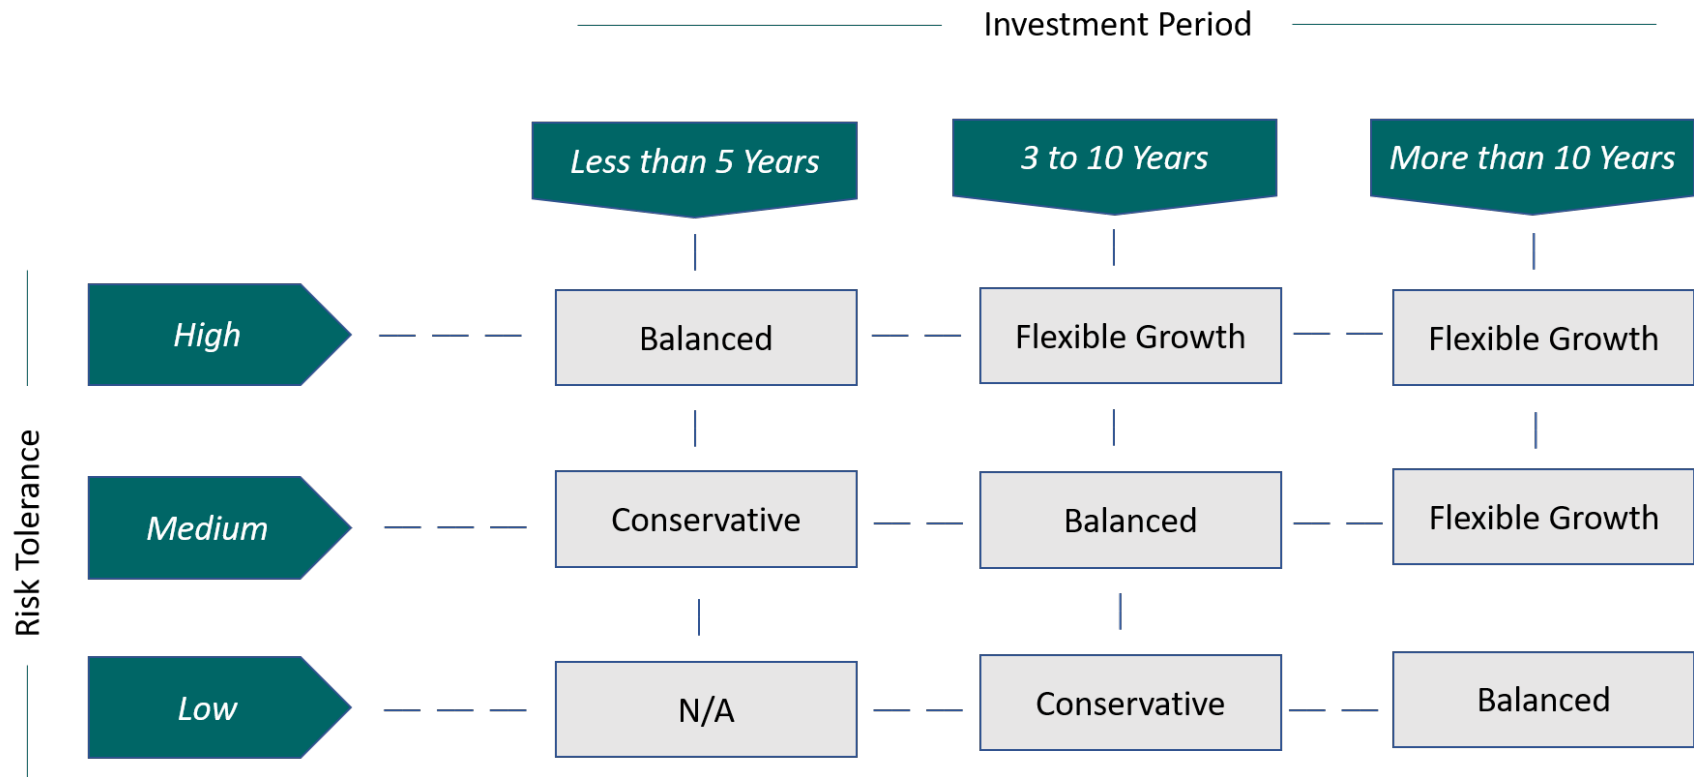 Investment Period
Less than 5 Years
3 to 10 Years
More than 10 Years
Risk Tolerance
High
Balanced
Flexible Growth
Flexible Growth
Medium
Conservative
Balanced
Flexible Growth
Low
N/A
Conservative
Balanced